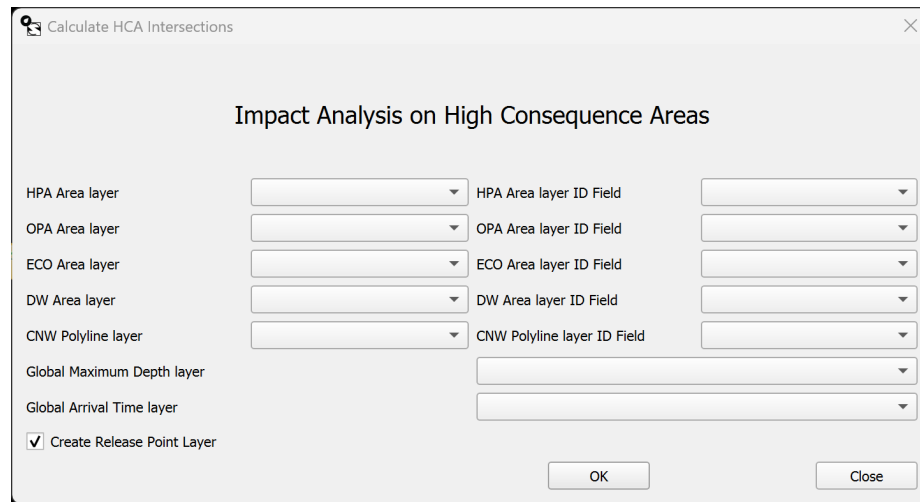 Calculate HCA Intersections
Impact Analysis on High Consequence Areas
HPA Area layer HPA Area layer ID Field
OPA Area layer OPA Area layer ID Field
ECO Area layer ECO Area layer ID Field
DW Area layer DW Area layer ID Field
CNW Polyline layer CNW Polyline layer ID Field
Global Maximum Depth layer
Global Arrival Time layer
Create Release Point Layer
OK Close